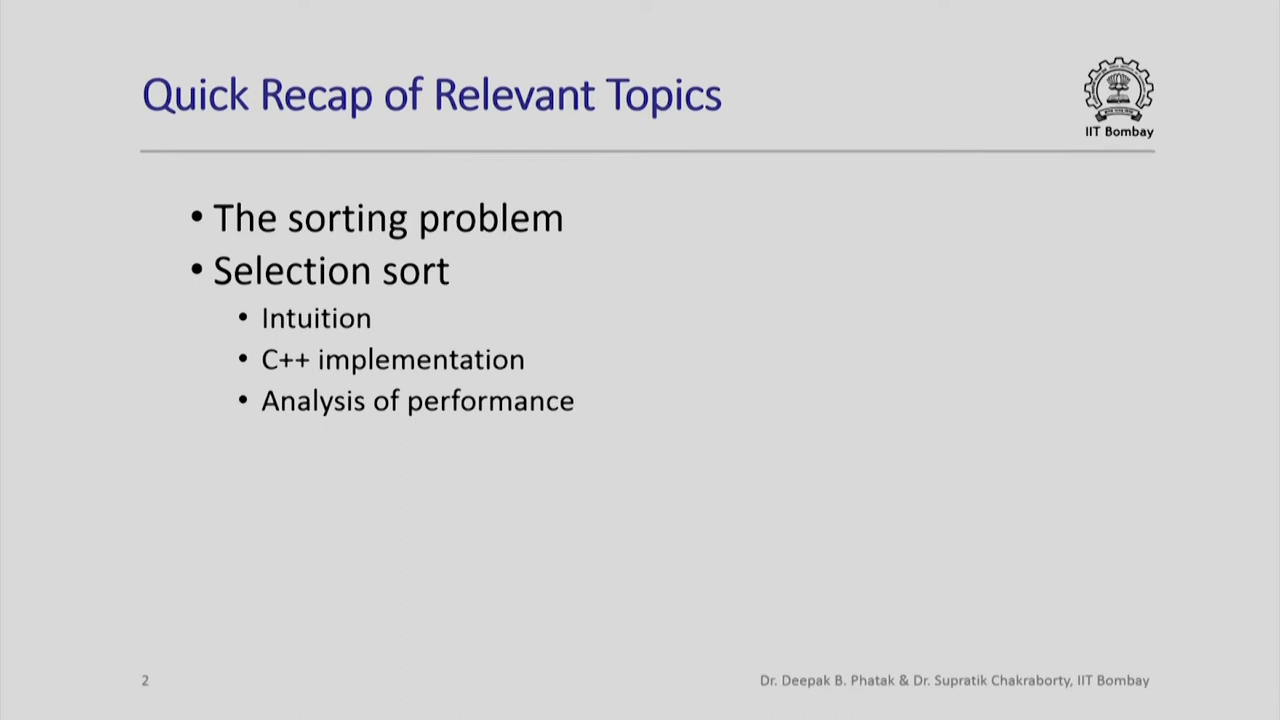 Quick Recap of Relevant Topics
IIT Bombay
• The sorting problem
• Selection sort
• Intuition
• C++ implementation
• Analysis of performance
2
Dr. Deepak B. Phatak & Dr. Supratik Chakraborty, IIT Bombay